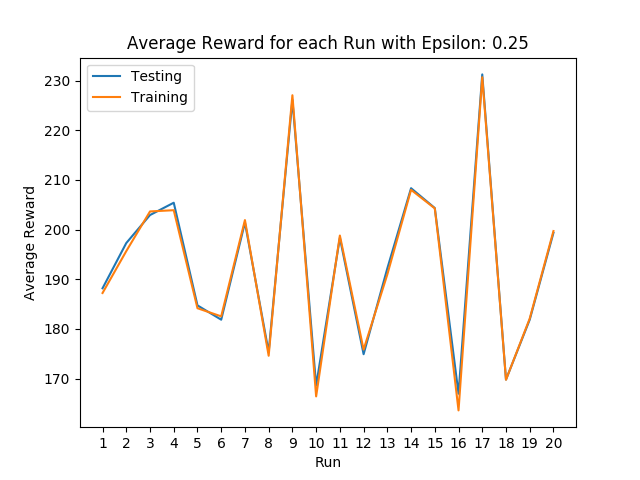 Average Reward for each Run with Epsilon: 0.25
Testing
Training
Average Reward
230
220
210
200
190
180
170
1 2 3 4 5 6 7 8 9 10 11 12 13 14 15 16 17 18 19 20
Run